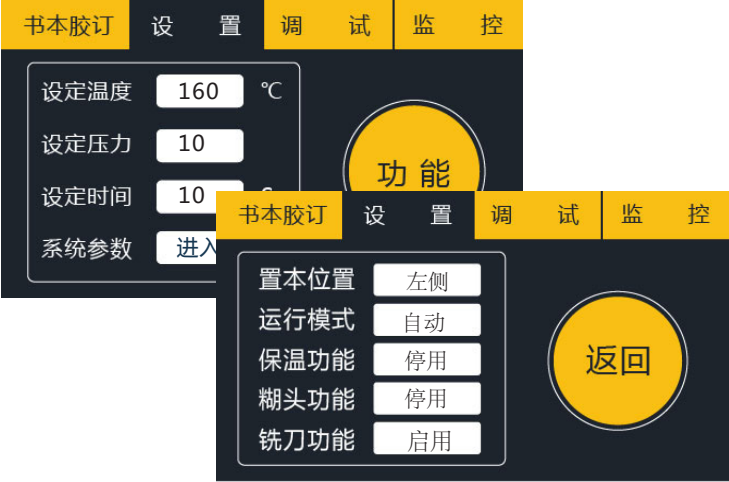 书本胶订 设 置 调 试 监 控
设定温度 160 ℃
设定压力 10
设定时间 10
系统参数 进入
功 能
书本胶订 设 置 调 试 监 控
置本位置 左侧
运行模式 自动
保温功能 停用
糊头功能 停用
铣刀功能 启用
返回